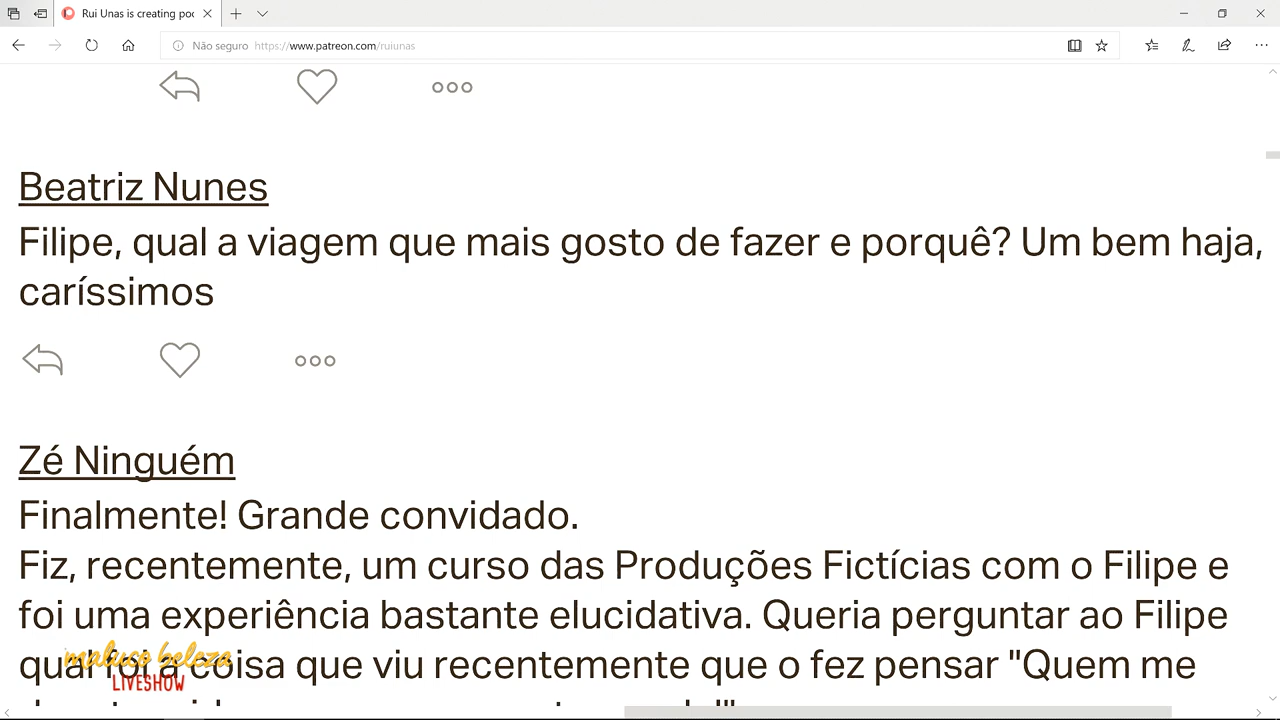 Rui Unas is creating poc
Não seguro https://www.patreon.com/ruiunas
Beatriz Nunes
Filipe, qual a viagem que mais gosto de fazer e porquê? Um bem haja,
caríssimos
Zé Ninguém
Finalmente! Grande convidado.
Fiz, recentemente, um curso das Produções Fictícias com o Filipe e
foi uma experiência bastante elucidativa. Queria perguntar ao Filipe
qual foi a coisa que viu recentemente que o fez pensar "Quem me
maluco beleza
LIVESHOW